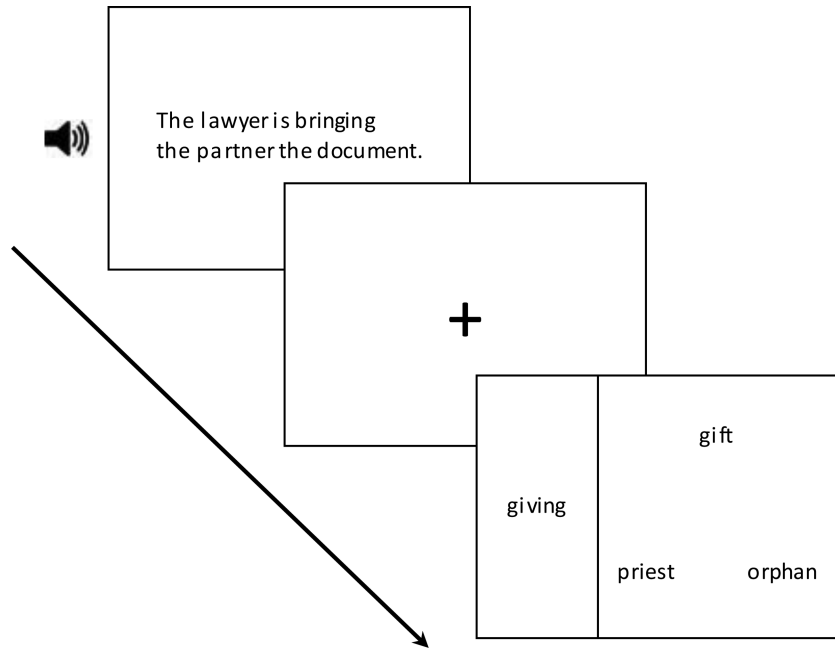 The lawyer is bringing
the partner the document.
+
gift
giving
priest orphan